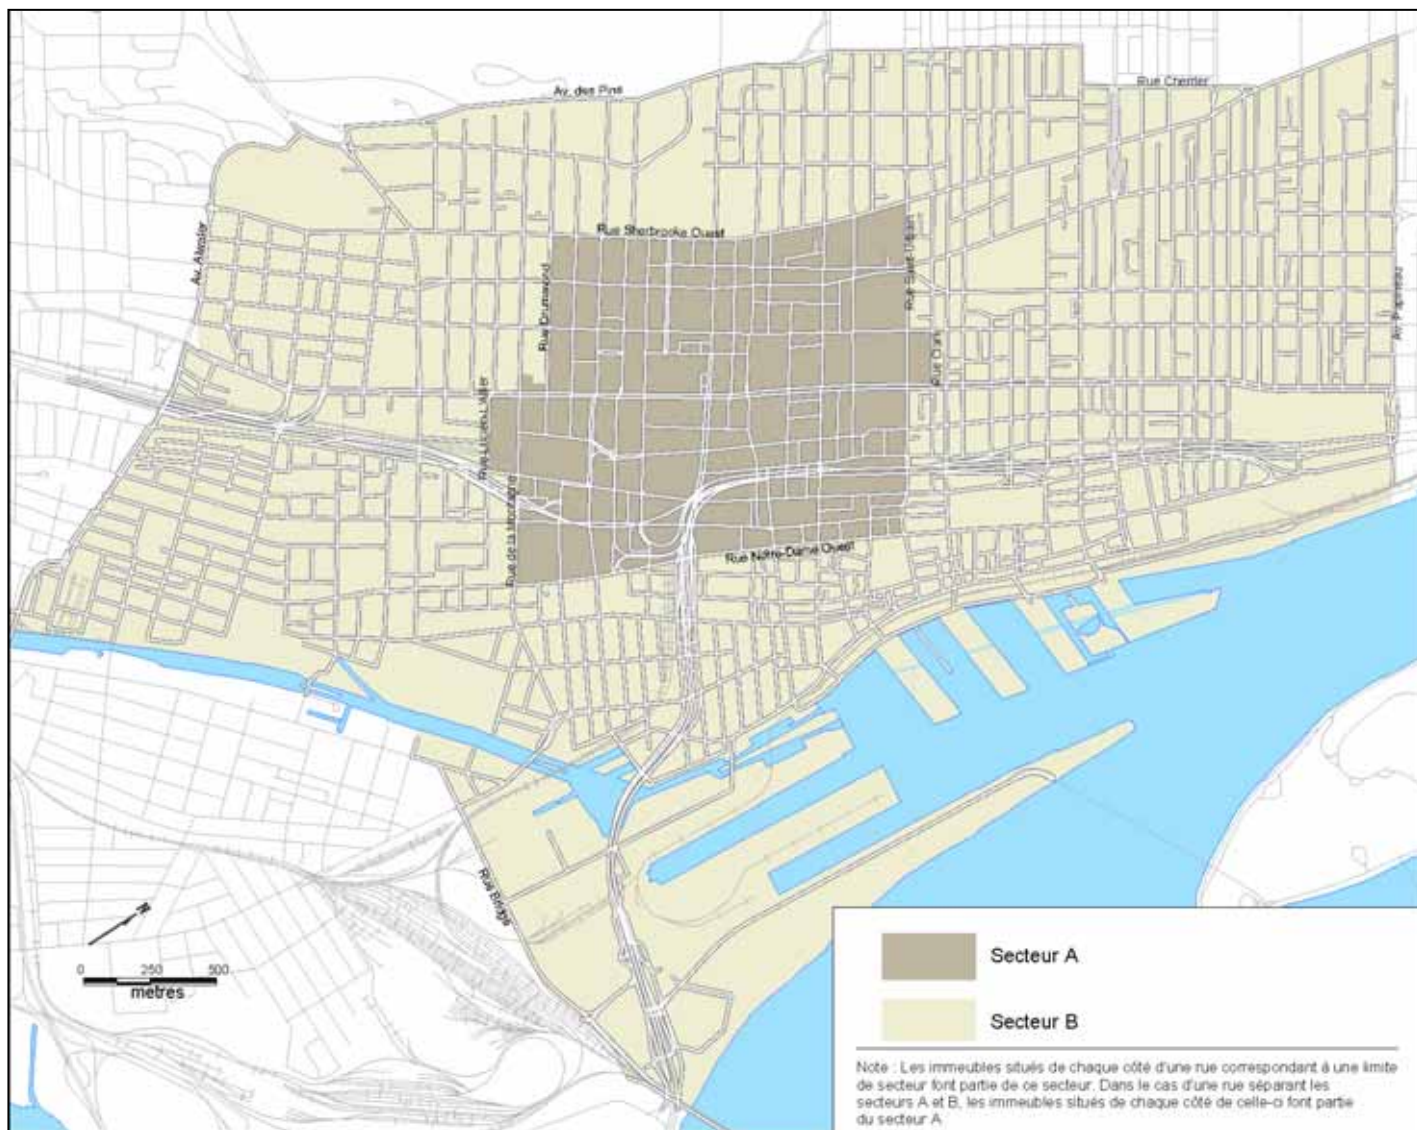 Av. des Pins
Rue Cherrier
Av. Atwater
Rue Sherbrooke Ouest
Rue Saint-Urbain
Rue Drummond
Av. Papineau
Rue Clark
Rue Lucien-L'Allier
Rue de la Montagne
Rue Notre-Dame Ouest
Rue Bridge
N
0 250 500
metres
Secteur A
Secteur B
Note : Les immeubles situés de chaque côté d'une rue correspondant à une limite
de secteur font partie de ce secteur. Dans le cas d'une rue séparant les
secteurs A et B, les immeubles situés de chaque côté de celle-ci font partie
du secteur A